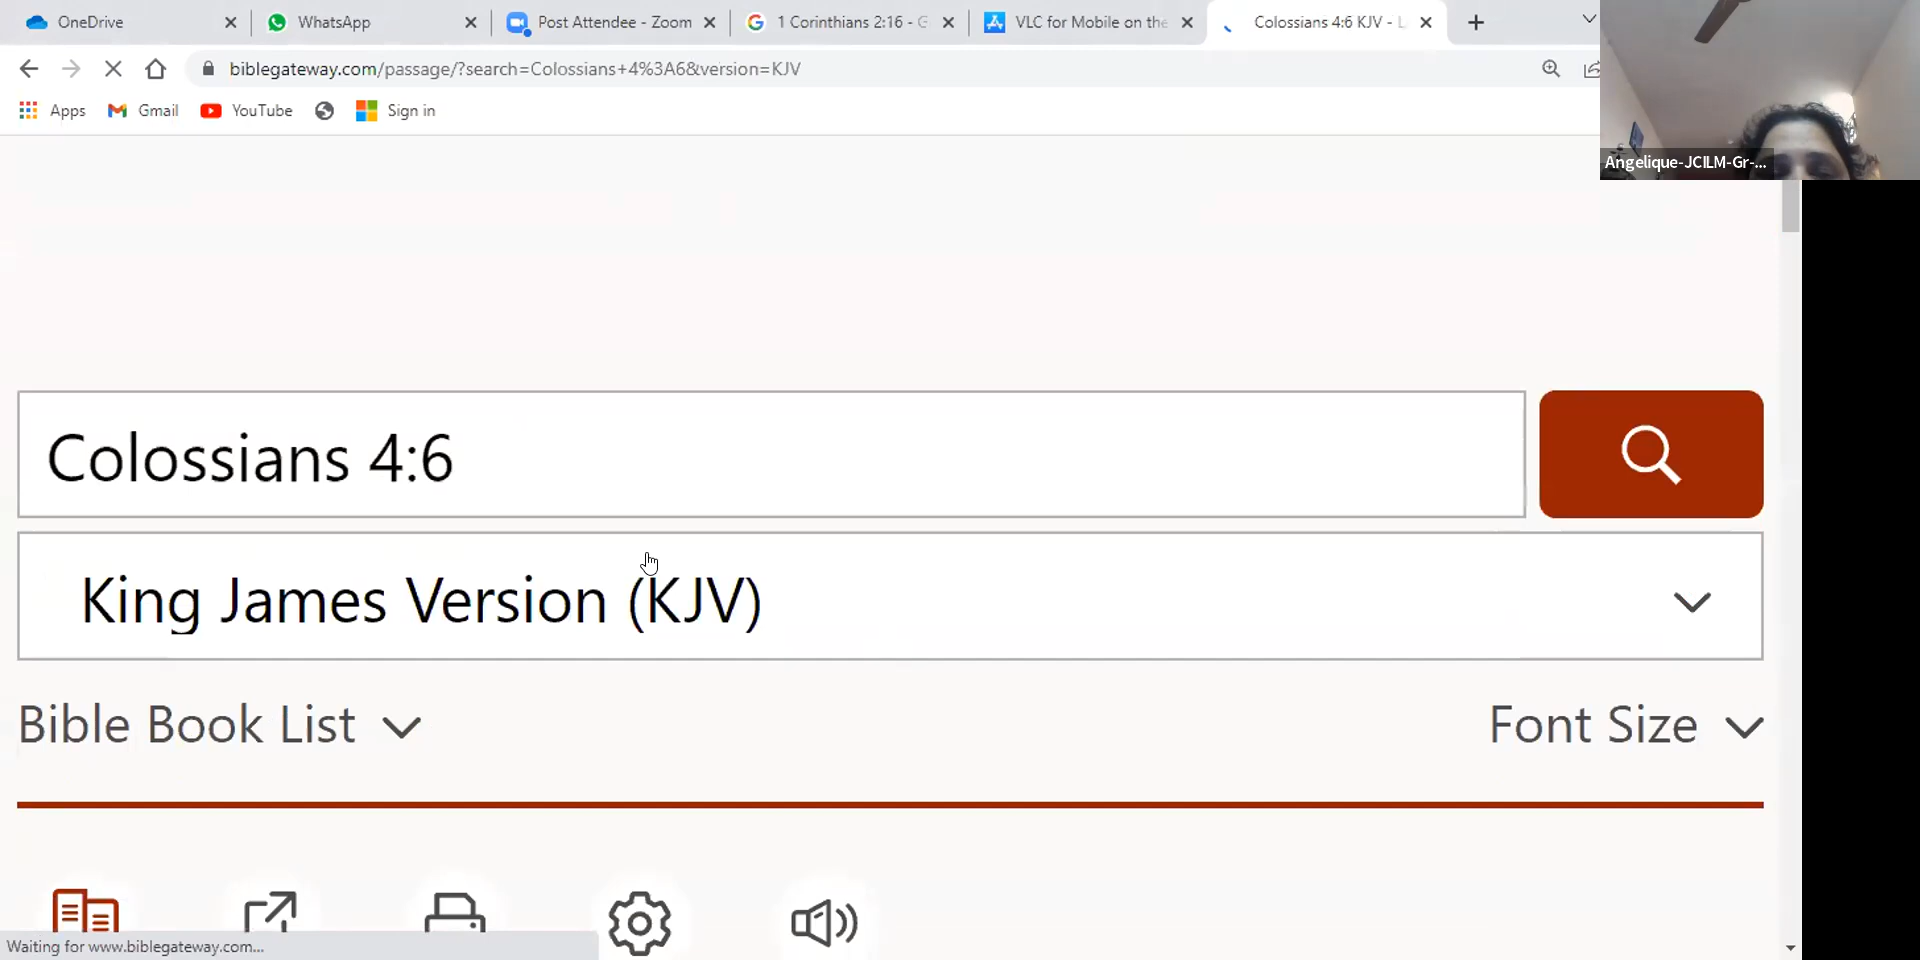 OneDrive
WhatsApp
Post Attendee - Zoom
1 Corinthians 2:16 - G
VLC for Mobile on the
Colossians 4:6 KJV - L
biblegateway.com/passage/?search=Colossians+4%3A6&version=KJV
Apps
Gmail
YouTube
Sign in
Angelique-JCILM-Gr-...
Colossians 4:6
King James Version (KJV)
Bible Book List
Font Size
Waiting for www.biblegateway.com...